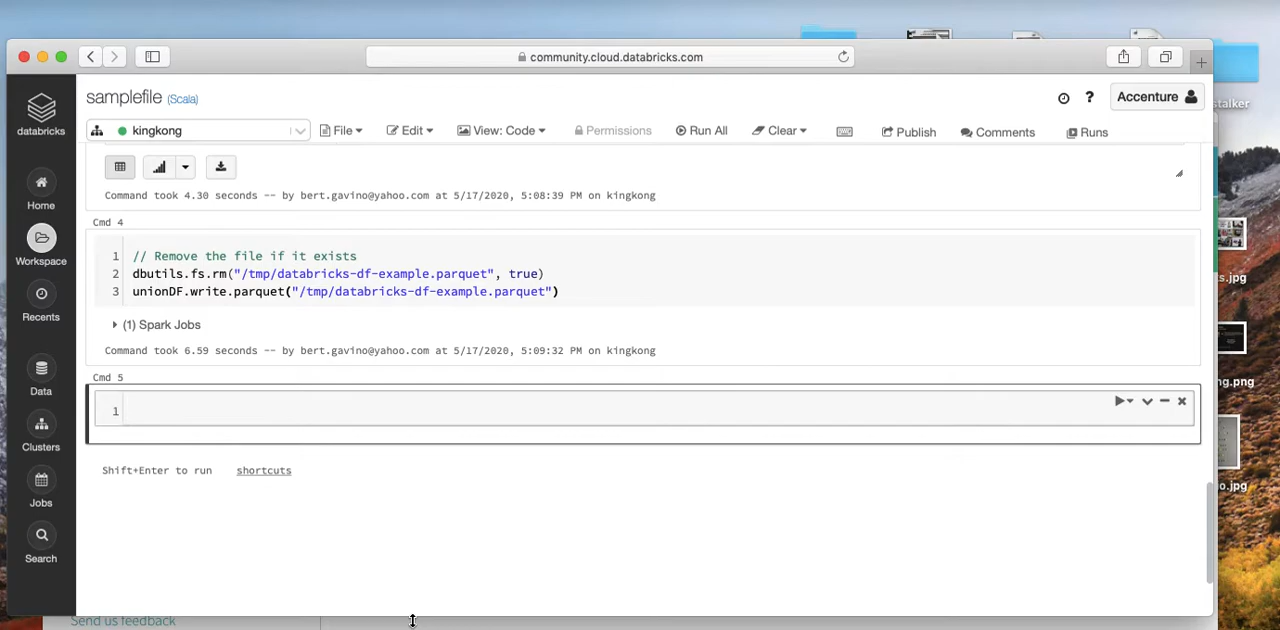 community.cloud.databricks.com
talker
databricks
samplefile (Scala)
? Accenture
kingkong File Edit View: Code Permissions Run All Clear Publish Comments Runs
Home
Command took 4.30 seconds -- by bert.gavino@yahoo.com at 5/17/2020, 5:08:39 PM on kingkong
Cmd 4
Workspace
1 // Remove the file if it exists
2 dbutils.fs.rm("/tmp/databricks-df-example.parquet", true)
3 unionDF.write.parquet("/tmp/databricks-df-example.parquet")
s.jpg
Recents
(1) Spark Jobs
Command took 6.59 seconds -- by bert.gavino@yahoo.com at 5/17/2020, 5:09:32 PM on kingkong
Cmd 5
ng.png
Data
1
Clusters
Shift+Enter to run shortcuts
o.jpg
Jobs
Search
Send us feedback